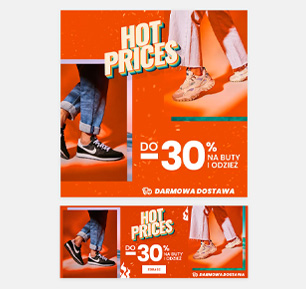 HOT
PRICES
DO
-30%
NA BUTY
I ODZIEŻ
DARMOWA DOSTAWA
HOT
PRICES
DO
-30%
NA BUTY
I ODZIEŻ
DARMOWA DOSTAWA